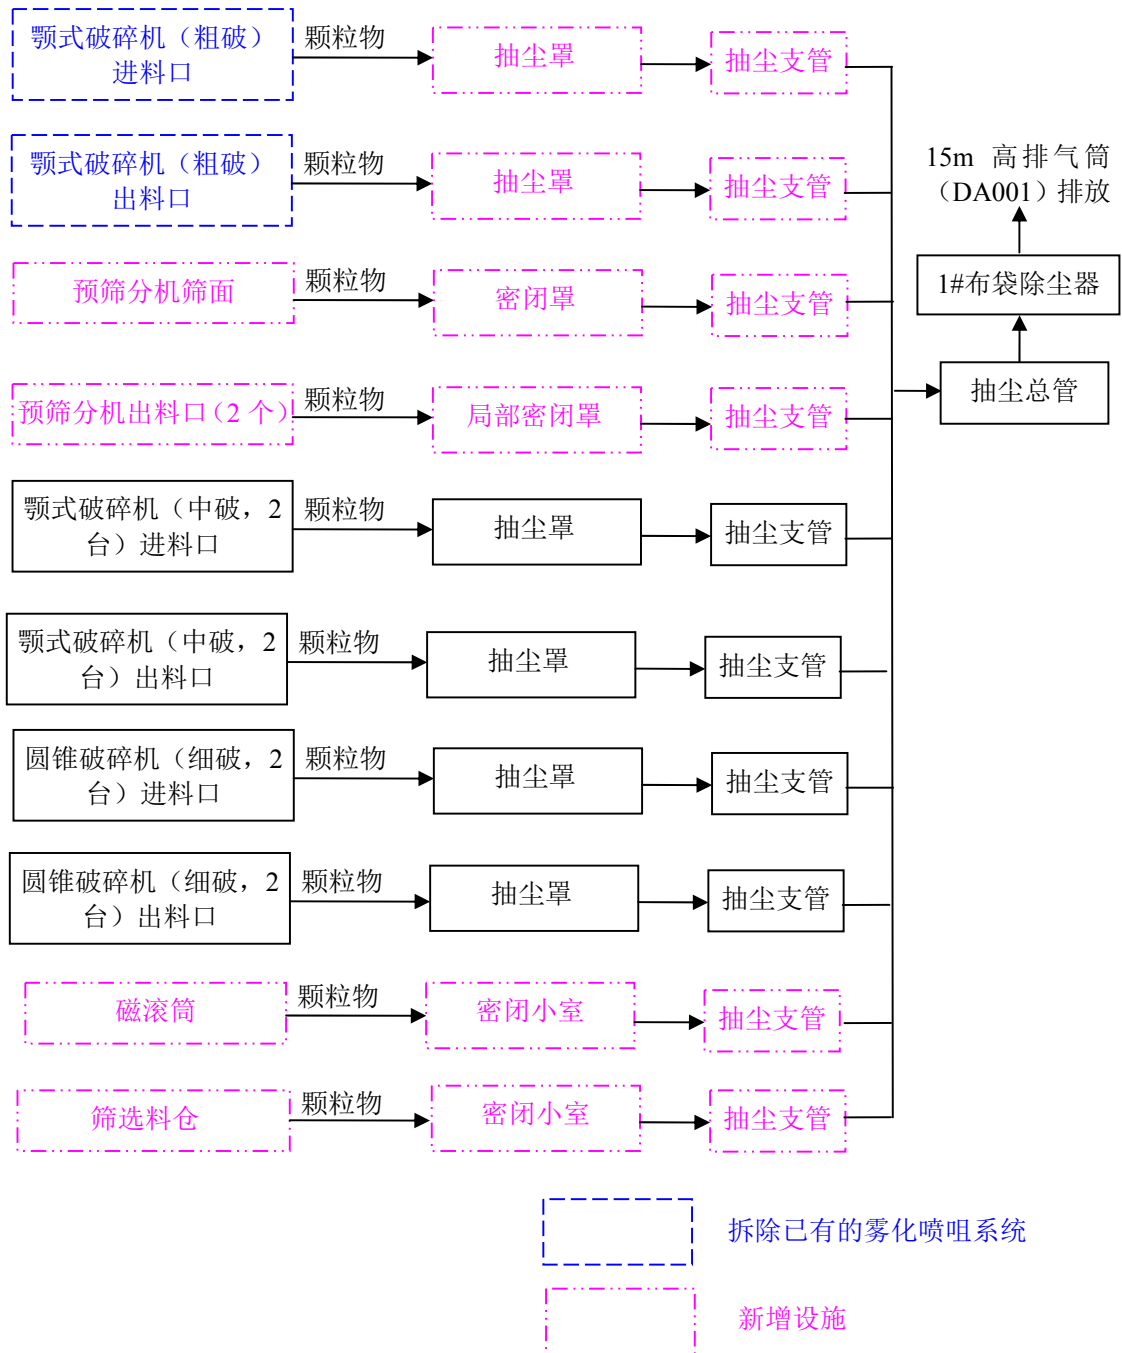 颚式破碎机（粗破）
进料口
颗粒物
抽尘罩
抽尘支管
颚式破碎机（粗破）
出料口
颗粒物
抽尘罩
抽尘支管
15m 高排气筒
（DA001）排放
预筛分机筛面
颗粒物
密闭罩
抽尘支管
1#布袋除尘器
预筛分机出料口（2 个）
颗粒物
局部密闭罩
抽尘支管
抽尘总管
颚式破碎机（中破，2
台）进料口
颗粒物
抽尘罩
抽尘支管
颚式破碎机（中破，2
台）出料口
颗粒物
抽尘罩
抽尘支管
圆锥破碎机（细破，2
台）进料口
颗粒物
抽尘罩
抽尘支管
圆锥破碎机（细破，2
台）出料口
颗粒物
抽尘罩
抽尘支管
磁滚筒
颗粒物
密闭小室
抽尘支管
筛选料仓
颗粒物
密闭小室
抽尘支管
拆除已有的雾化喷咀系统
新增设施